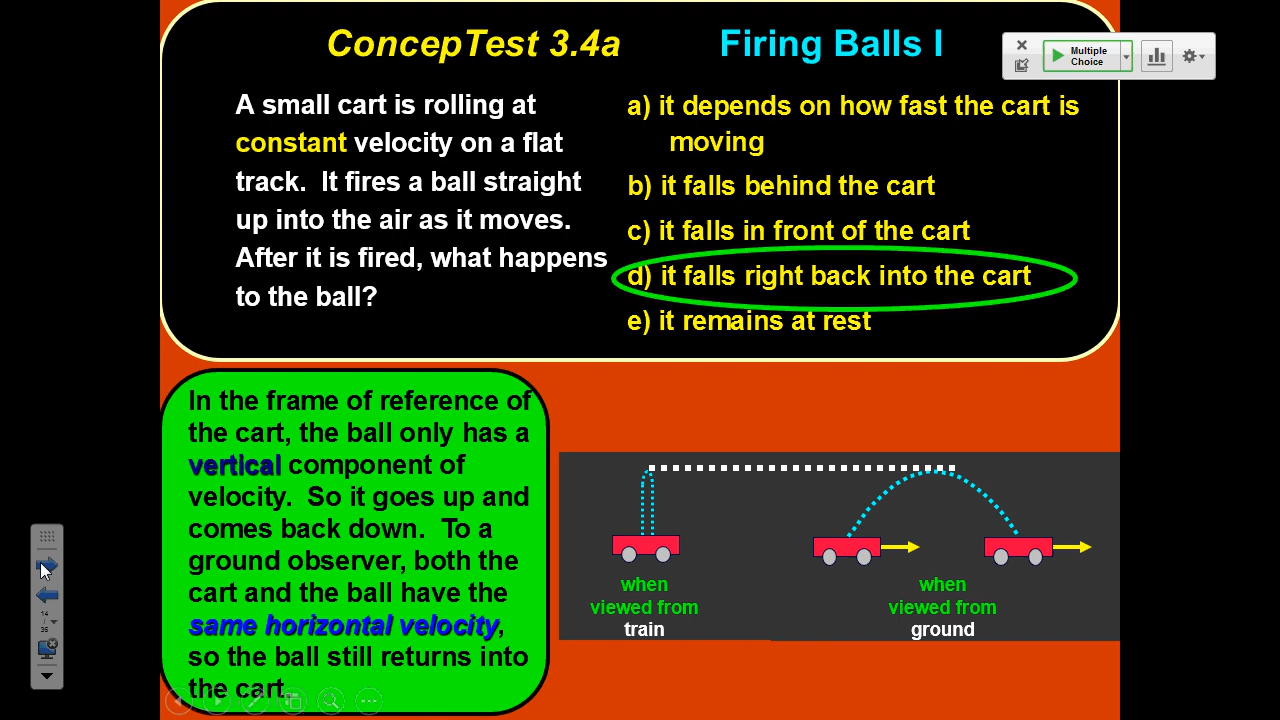 ConcepTest 3.4a Firing Balls I
Multiple
Choice
A small cart is rolling at
constant velocity on a flat
track. It fires a ball straight
up into the air as it moves.
After it is fired, what happens
to the ball?
a) it depends on how fast the cart is
moving
b) it falls behind the cart
c) it falls in front of the cart
d) it falls right back into the cart
e) it remains at rest
In the frame of reference of
the cart, the ball only has a
vertical component of
velocity. So it goes up and
comes back down. To a
ground observer, both the
cart and the ball have the
same horizontal velocity,
so the ball still returns into
the cart.
when
viewed from
train
when
viewed from
ground
14
/
35